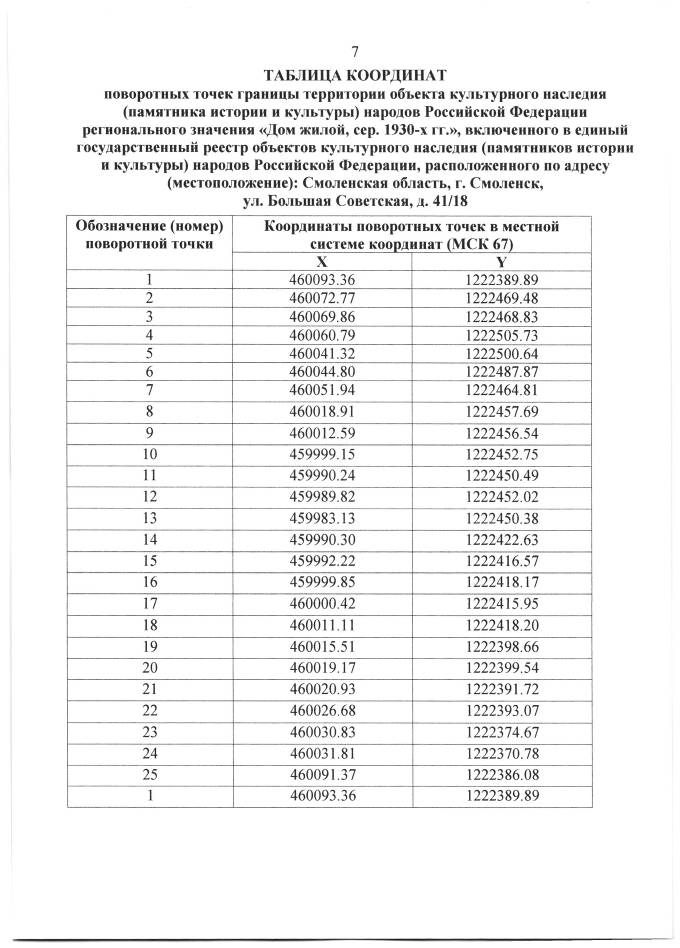 7
ТАБЛИЦА КООРДИНАТ
поворотных точек границы территории объекта культурного наследия
(памятника истории и культуры) народов Российской Федерации
регионального значения «Дом жилой, сер. 1930-х гг.», включенного в единый
государственный реестр объектов культурного наследия (памятников истории
и культуры) народов Российской Федерации, расположенного по адресу
(местоположение): Смоленская область, г. Смоленск,
ул. Большая Советская, д. 41/18
Обозначение (номер) Координаты поворотных точек в местной
поворотной точки системе координат (МСК 67)
X Y
1 460093.36 1222389.89
2 460072.77 1222469.48
3 460069.86 1222468.83
4 460060.79 1222505.73
5 460041.32 1222500.64
6 460044.80 1222487.87
7 460051.94 1222464.81
8 460018.91 1222457.69
9 460012.59 1222456.54
10 459999.15 1222452.75
11 459990.24 1222450.49
12 459989.82 1222452.02
13 459983.13 1222450.38
14 459990.30 1222422.63
15 459992.22 1222416.57
16 459999.85 1222418.17
17 460000.42 1222415.95
18 460011.11 1222418.20
19 460015.51 1222398.66
20 460019.17 1222399.54
21 460020.93 1222391.72
22 460026.68 1222393.07
23 460030.83 1222374.67
24 460031.81 1222370.78
25 460091.37 1222386.08
1 460093.36 1222389.89